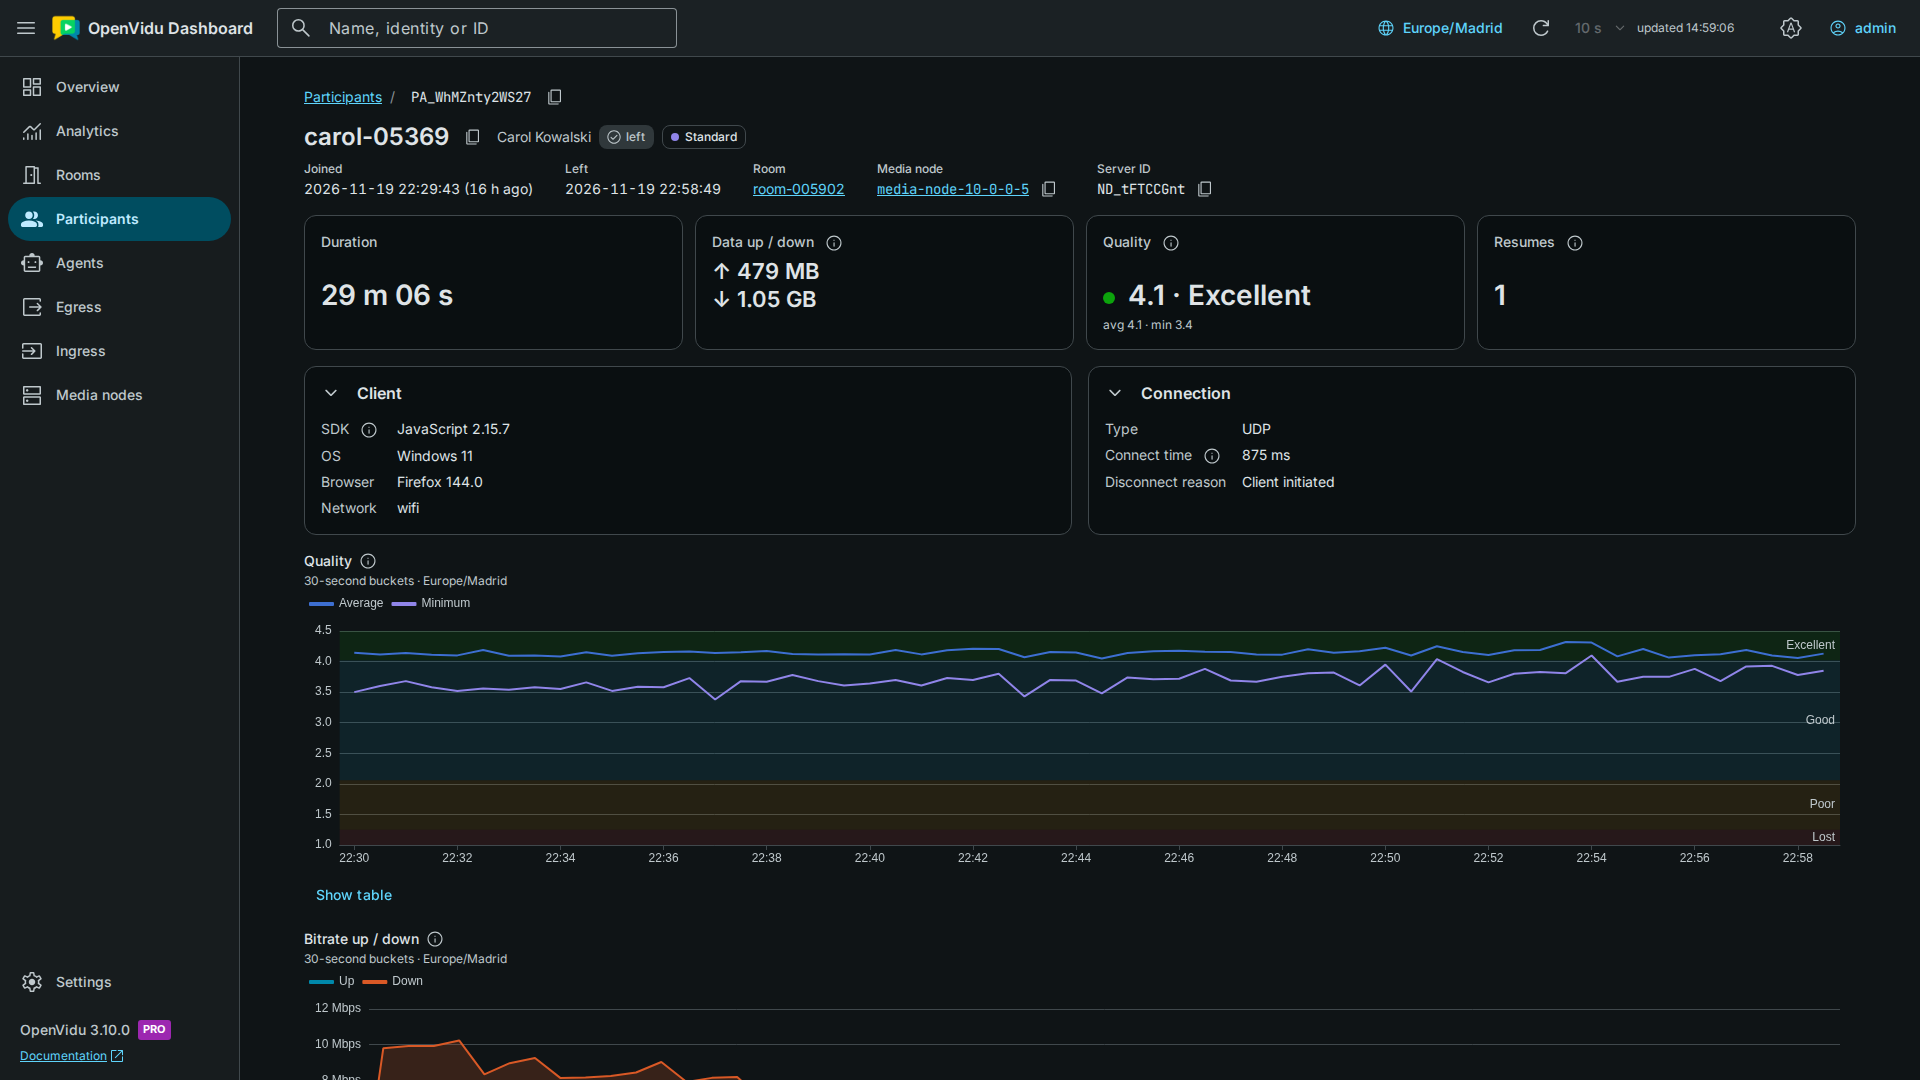 OpenVidu Dashboard
Name, identity or ID
Europe/Madrid
10 s
updated 14:59:06
admin
Overview
Analytics
Rooms
Participants
Agents
Egress
Ingress
Media nodes
Settings
OpenVidu 3.10.0 PRO
Documentation
Participants / PA_WhMZnty2WS27
carol-05369 Carol Kowalski left Standard
Joined
2026-11-19 22:29:43 (16 h ago)
Left
2026-11-19 22:58:49
Room
room-005902
Media node
media-node-10-0-0-5
Server ID
ND_tFTCCGnt
Duration
29 m 06 s
Data up / down
↑ 479 MB
↓ 1.05 GB
Quality
4.1 · Excellent
avg 4.1 · min 3.4
Resumes
1
Client
SDK JavaScript 2.15.7
OS Windows 11
Browser Firefox 144.0
Network wifi
Connection
Type UDP
Connect time 875 ms
Disconnect reason Client initiated
Quality
30-second buckets · Europe/Madrid
Average Minimum
4.5
4.0
3.5
3.0
2.5
2.0
1.5
1.0
Excellent
Good
Poor
Lost
22:30 22:32 22:34 22:36 22:38 22:40 22:42 22:44 22:46 22:48 22:50 22:52 22:54 22:56 22:58
Show table
Bitrate up / down
30-second buckets · Europe/Madrid
Up Down
12 Mbps
10 Mbps
8 Mbps